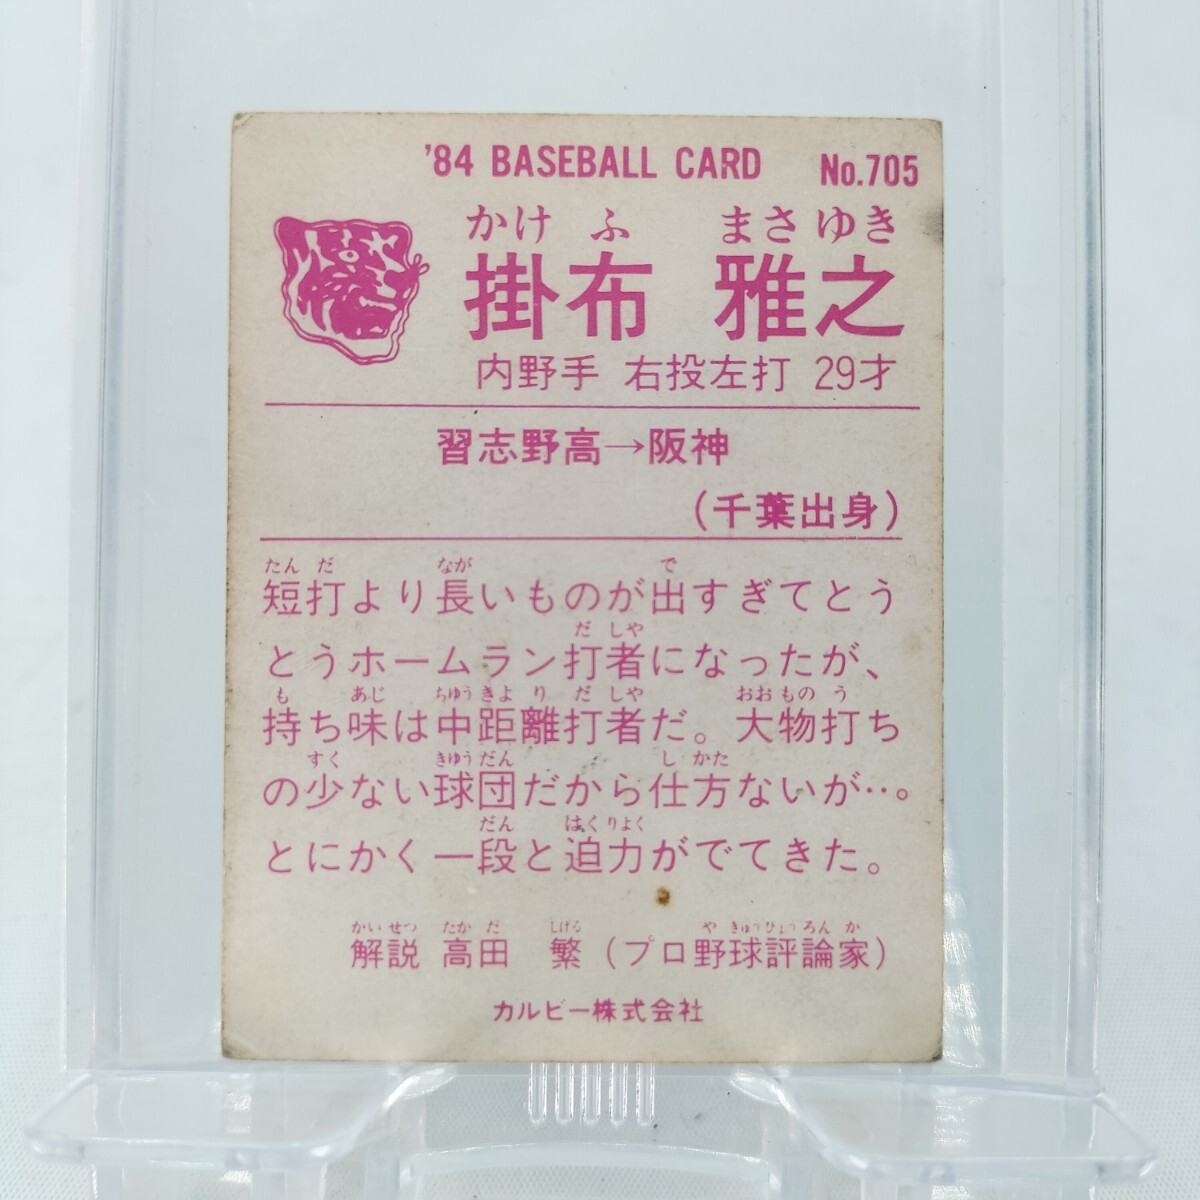 '84 BASEBALL CARD No.705
かけふ まさゆき
掛布 雅之
内野手 右投左打 29才
習志野高→阪神
(千葉出身)
たんだ なが で
短打より長いものが出すぎてとう
だしゃ
とうホームラン打者になったが、
も あじ ちゅうきより だしや おおもの う
持ち味は中距離打者だ。大物打ち
すく きゅうだん しかた
の少ない球団だから仕方ないが‥。
だん はくりよく
とにかく一段と迫力がでてきた。
かいせつ たかだ しげる やきゅうひょうろんか
解説 高田 繁(プロ野球評論家)
カルビー株式会社